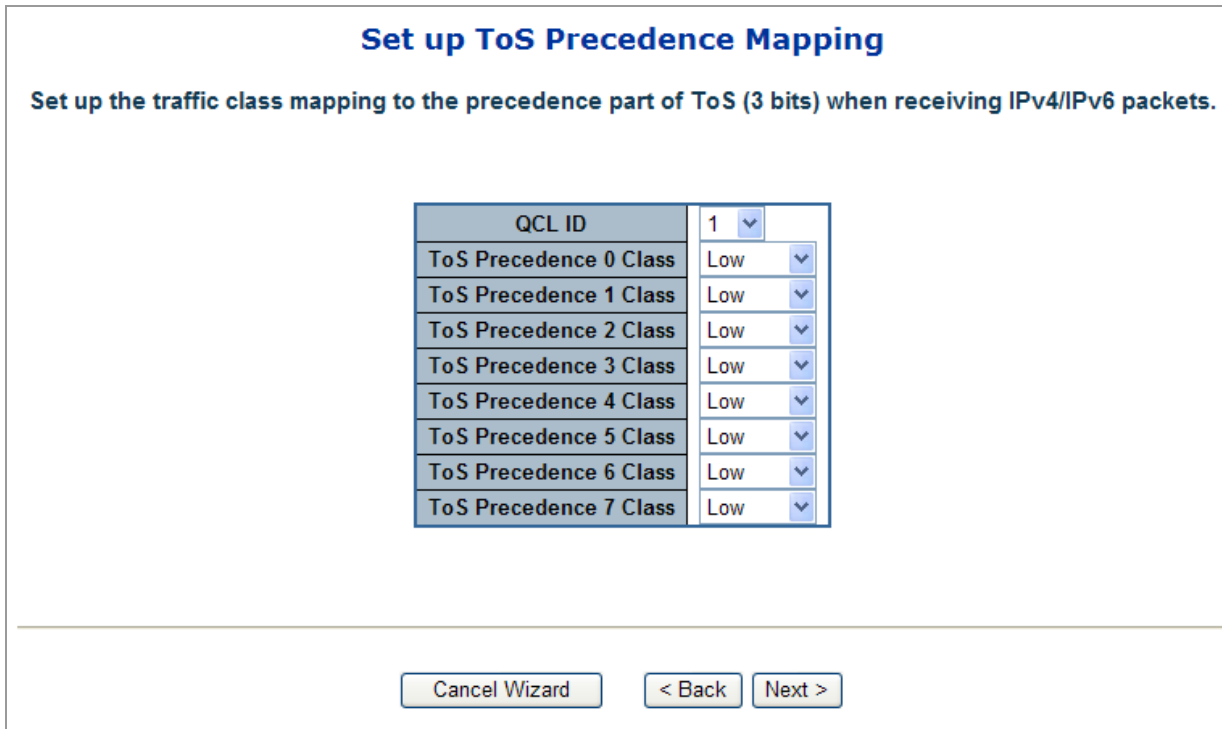 Set up ToS Precedence Mapping
Set up the traffic class mapping to the precedence part of ToS (3 bits) when receiving IPv4/IPv6 packets.
QCL ID 1
ToS Precedence 0 Class Low
ToS Precedence 1 Class Low
ToS Precedence 2 Class Low
ToS Precedence 3 Class Low
ToS Precedence 4 Class Low
ToS Precedence 5 Class Low
ToS Precedence 6 Class Low
ToS Precedence 7 Class Low
Cancel Wizard < Back Next >